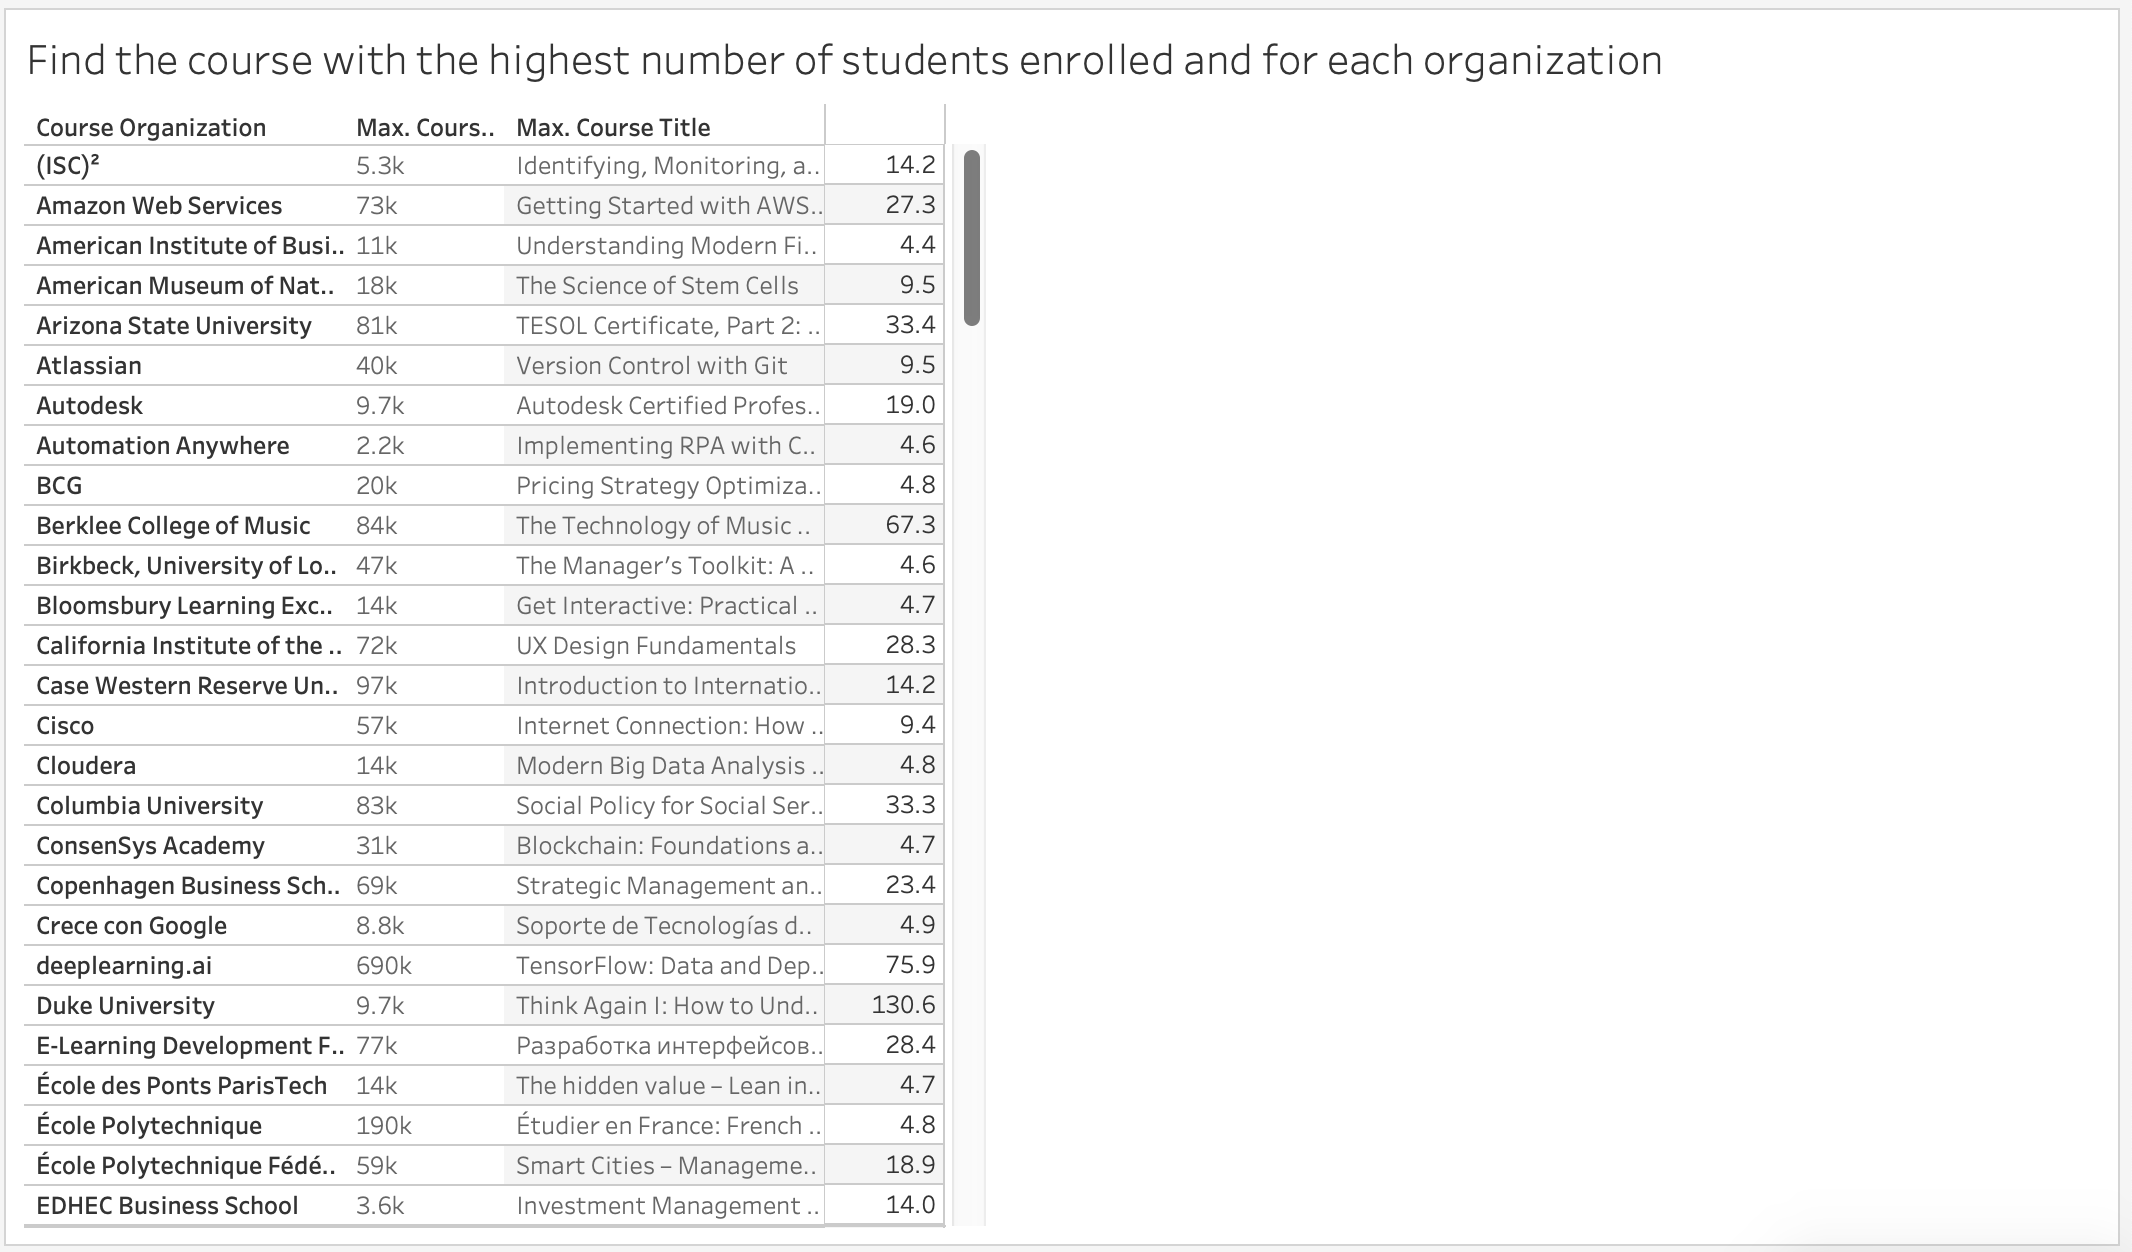 Find the course with the highest number of students enrolled and for each organization
Course Organization Max. Cours.. Max. Course Title
(ISC)² 5.3k Identifying, Monitoring, a.. 14.2
Amazon Web Services 73k Getting Started with AWS.. 27.3
American Institute of Busi.. 11k Understanding Modern Fi.. 4.4
American Museum of Nat.. 18k The Science of Stem Cells 9.5
Arizona State University 81k TESOL Certificate, Part 2: .. 33.4
Atlassian 40k Version Control with Git 9.5
Autodesk 9.7k Autodesk Certified Profes.. 19.0
Automation Anywhere 2.2k Implementing RPA with C.. 4.6
BCG 20k Pricing Strategy Optimiza.. 4.8
Berklee College of Music 84k The Technology of Music .. 67.3
Birkbeck, University of Lo.. 47k The Manager’s Toolkit: A .. 4.6
Bloomsbury Learning Exc.. 14k Get Interactive: Practical .. 4.7
California Institute of the .. 72k UX Design Fundamentals 28.3
Case Western Reserve Un.. 97k Introduction to Internatio.. 14.2
Cisco 57k Internet Connection: How .. 9.4
Cloudera 14k Modern Big Data Analysis .. 4.8
Columbia University 83k Social Policy for Social Ser.. 33.3
ConsenSys Academy 31k Blockchain: Foundations a.. 4.7
Copenhagen Business Sch.. 69k Strategic Management an.. 23.4
Crece con Google 8.8k Soporte de Tecnologías d.. 4.9
deeplearning.ai 690k TensorFlow: Data and Dep.. 75.9
Duke University 9.7k Think Again I: How to Und.. 130.6
E-Learning Development F.. 77k Разработка интерфейсов.. 28.4
École des Ponts ParisTech 14k The hidden value – Lean in.. 4.7
École Polytechnique 190k Étudier en France: French .. 4.8
École Polytechnique Fédé.. 59k Smart Cities – Manageme.. 18.9
EDHEC Business School 3.6k Investment Management .. 14.0